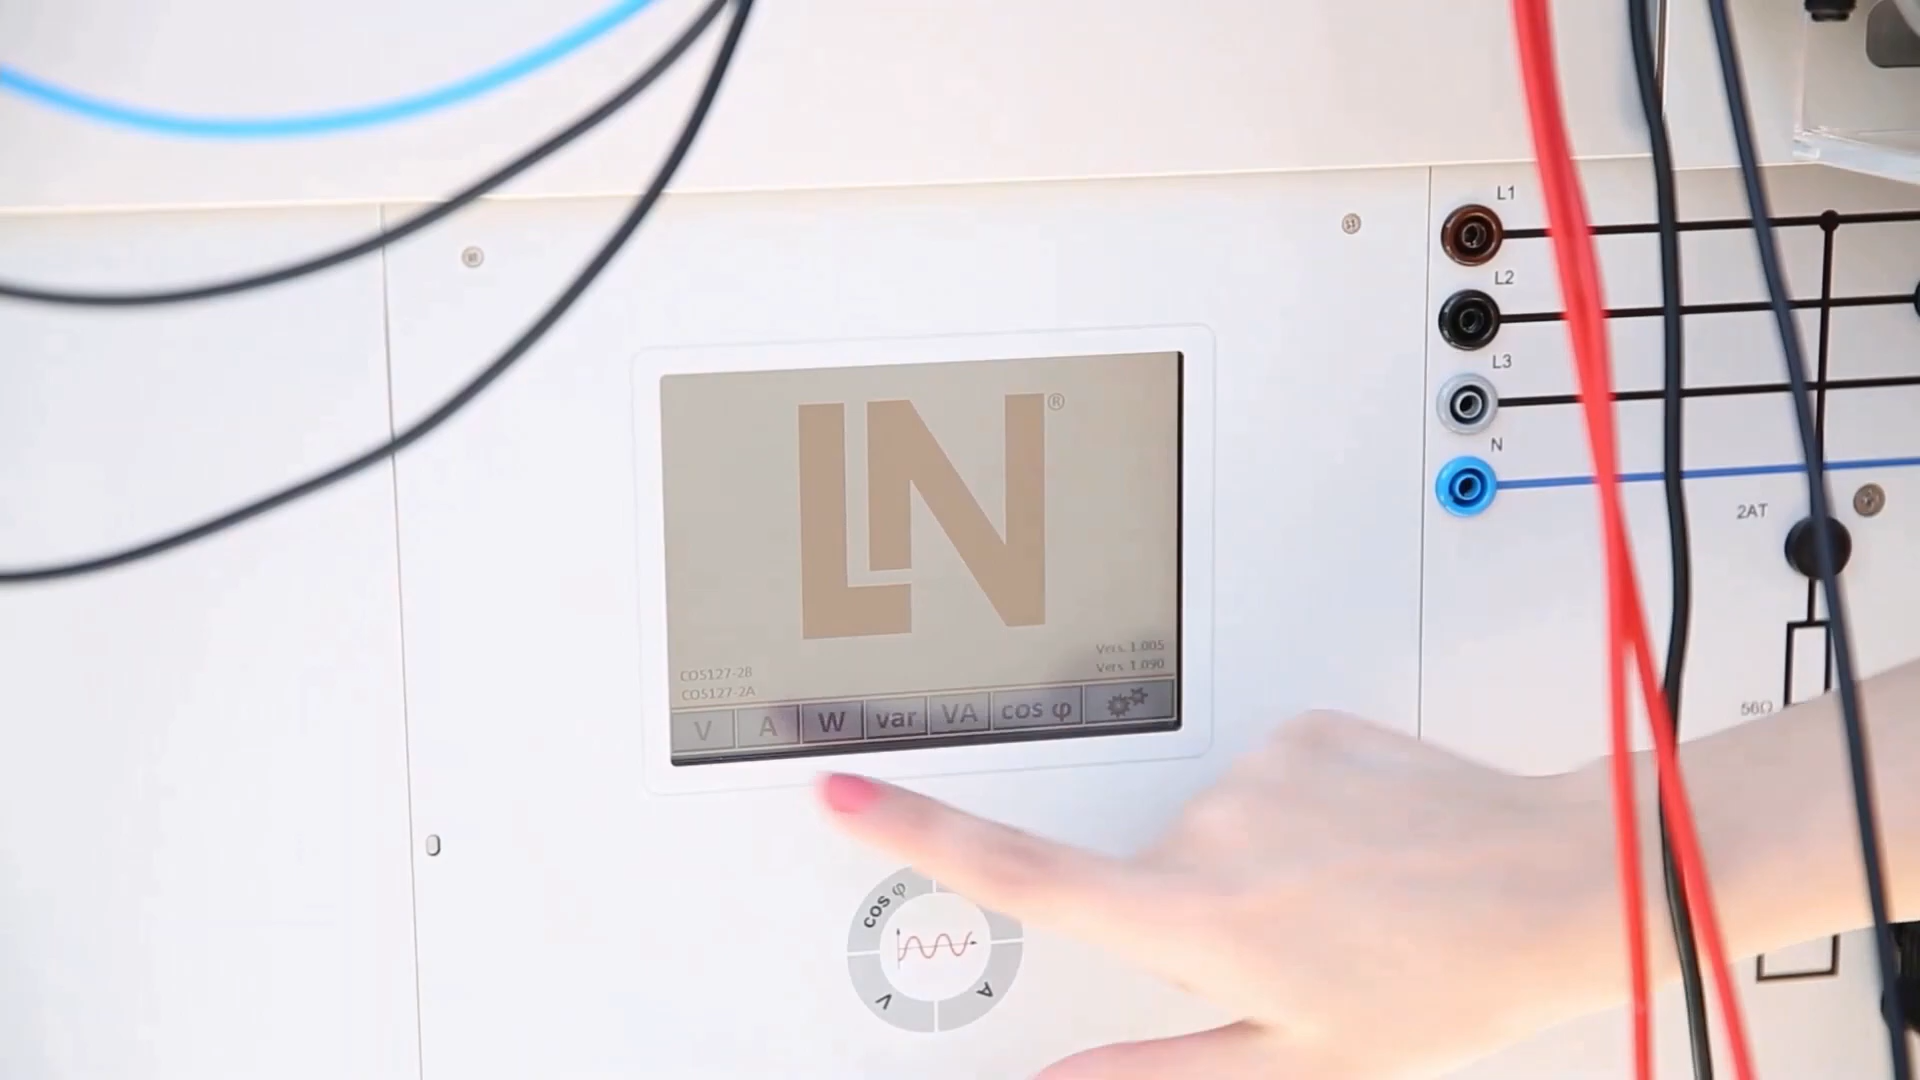 L1
L2
L3
N
2AT
56Ω
LN®
Vers. 1.005
Vers. 1.090
CO5127-2B
CO5127-2A
V A W var VA cos φ
cos φ
V
A